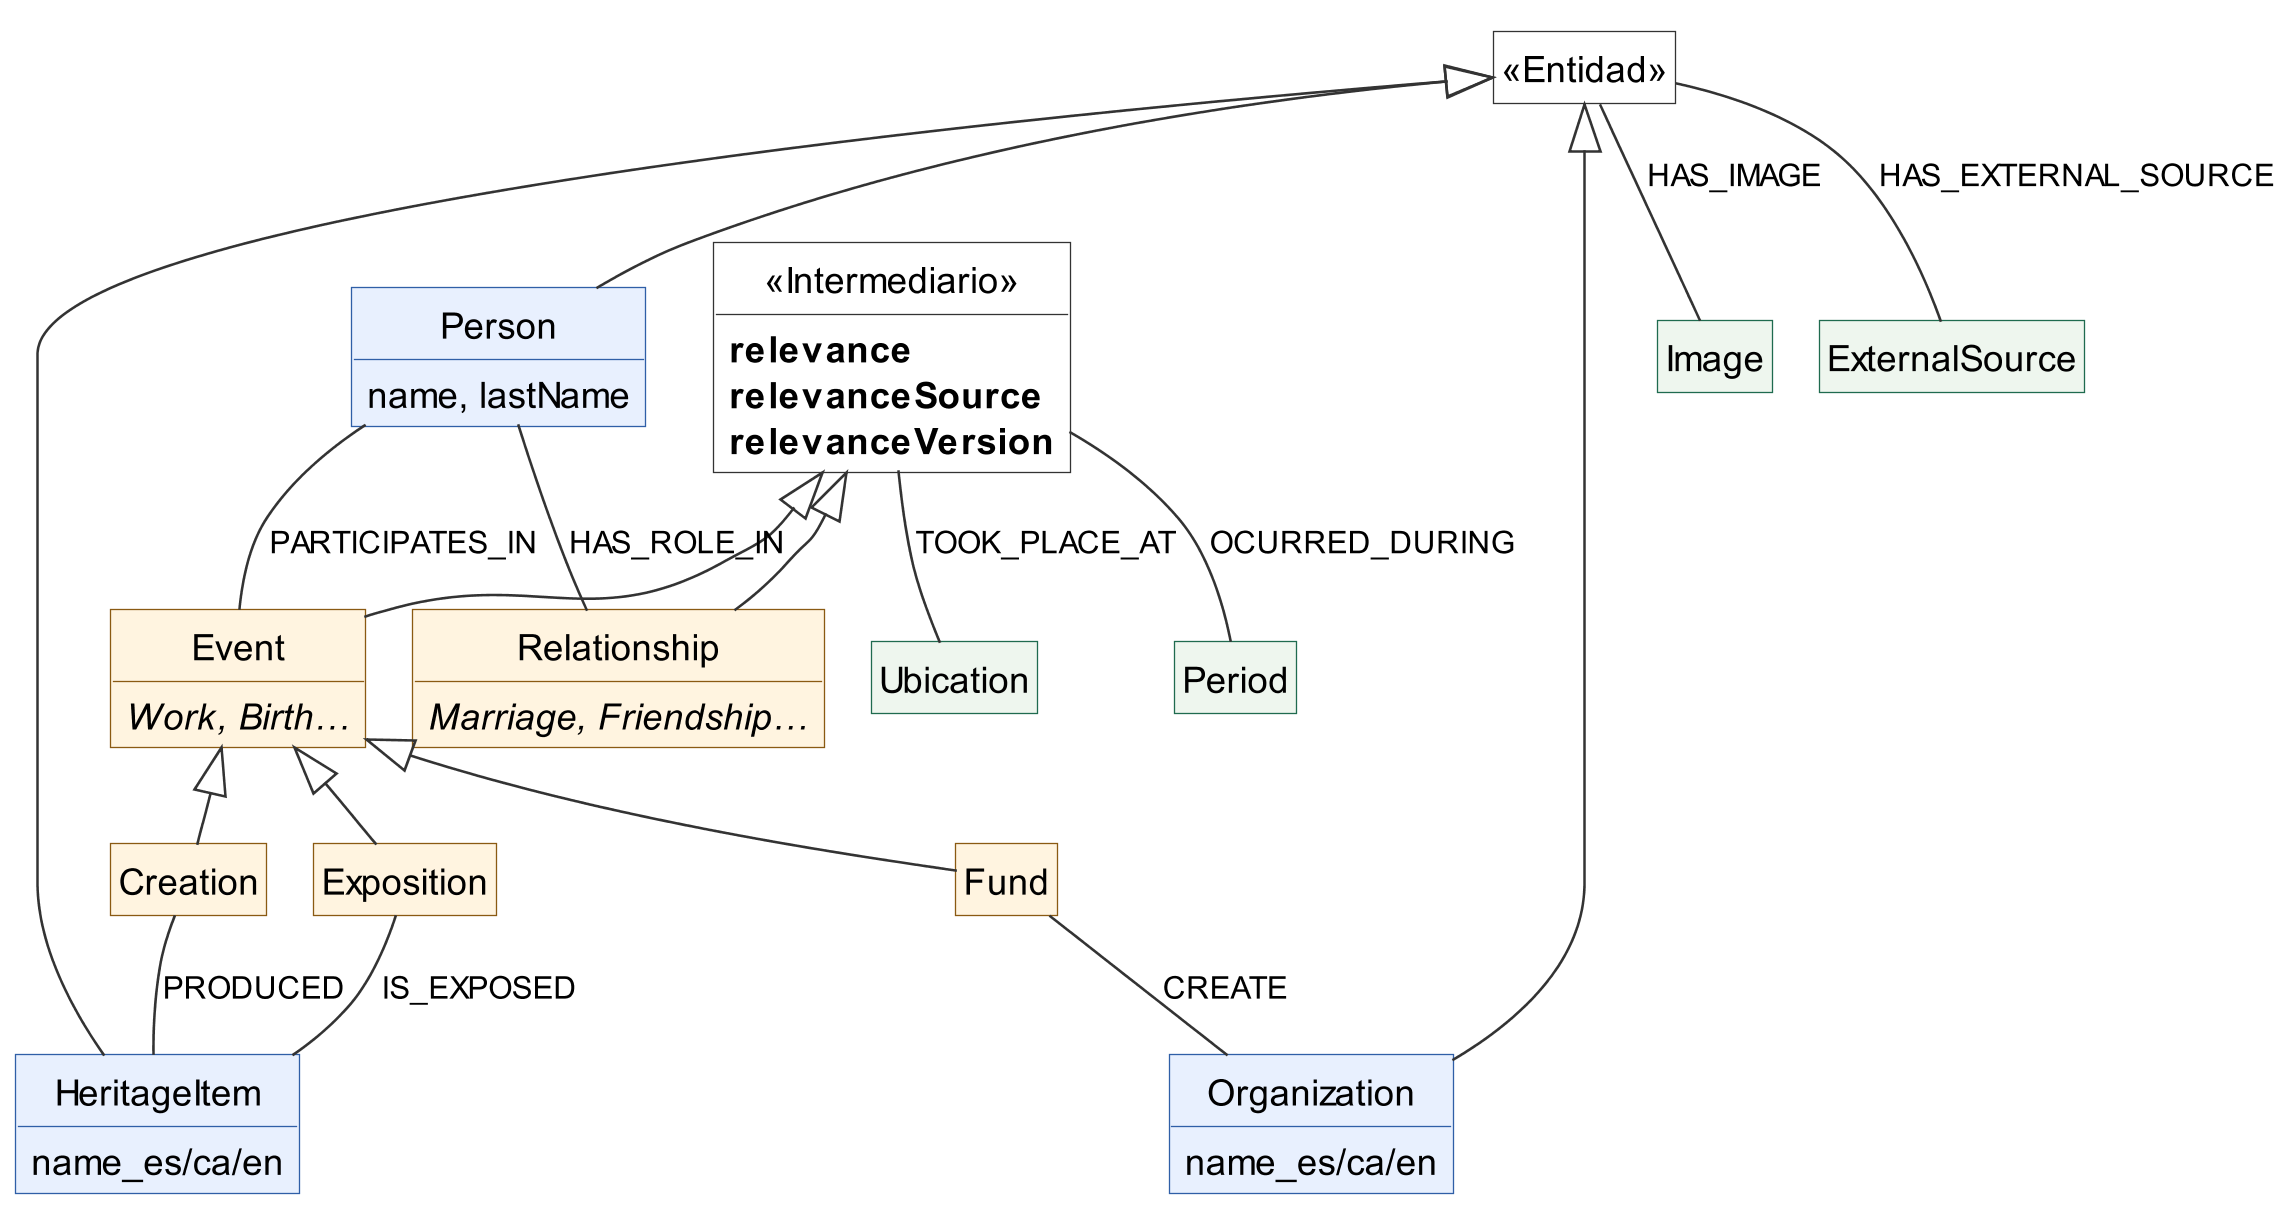 «Entidad»
HAS_IMAGE
HAS_EXTERNAL_SOURCE
«Intermediario»
relevance
relevanceSource
relevanceVersion
Person
name, lastName
Image
ExternalSource
PARTICIPATES_IN
HAS_ROLE_IN
TOOK_PLACE_AT
OCURRED_DURING
Event
Work, Birth…
Relationship
Marriage, Friendship…
Ubication
Period
Creation
Exposition
Fund
PRODUCED
IS_EXPOSED
CREATE
HeritageItem
name_es/ca/en
Organization
name_es/ca/en